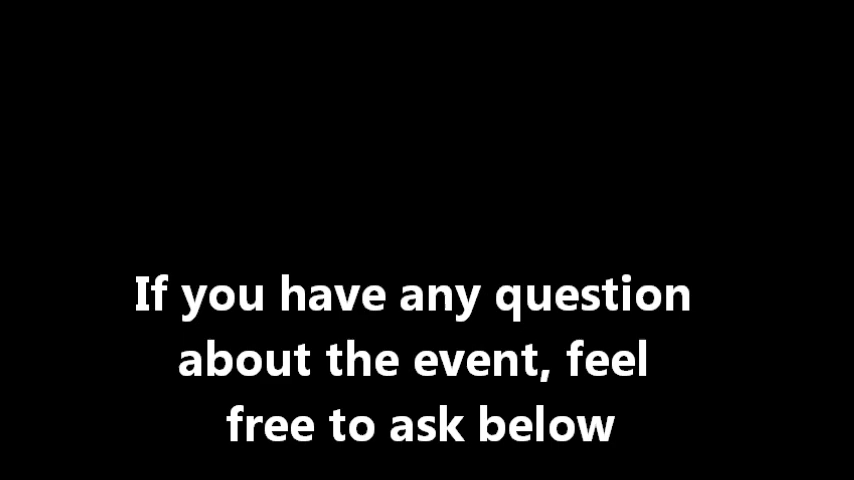 If you have any question
about the event, feel
free to ask below